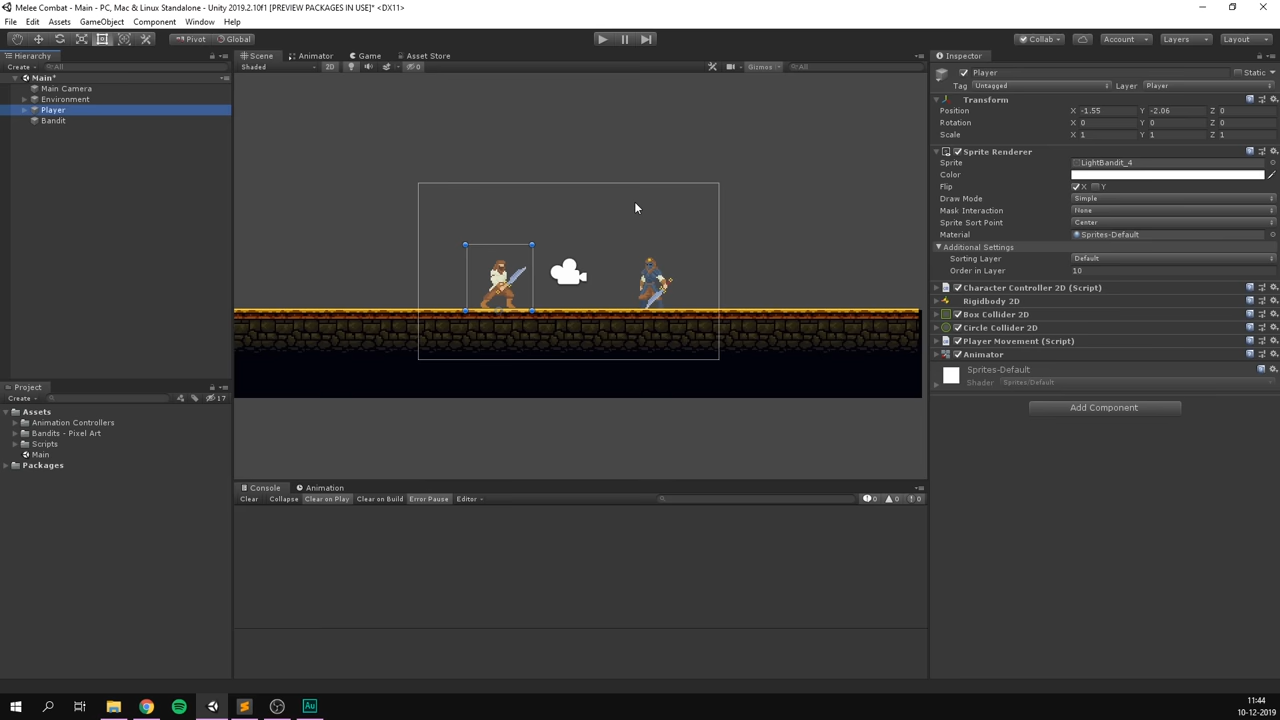 Melee Combat - Main - PC, Mac & Linux Standalone - Unity 2019.2.10f1 [PREVIEW PACKAGES IN USE]* <DX11>
File Edit Assets GameObject Component Window Help
Pivot Global Collab Account Layers Layout
Hierarchy Scene Animator Game Asset Store Inspector
Create All Shaded 2D 0 Gizmos All Player Static
Main*
Main Camera
Environment
Player
Bandit
Tag Untagged Layer Player
Transform
Position X -1.55 Y -2.06 Z 0
Rotation X 0 Y 0 Z 0
Scale X 1 Y 1 Z 1
Sprite Renderer
Sprite LightBandit_4
Color
Flip X Y
Draw Mode Simple
Mask Interaction None
Sprite Sort Point Center
Material Sprites-Default
Additional Settings
Sorting Layer Default
Order in Layer 10
Character Controller 2D (Script)
Rigidbody 2D
Box Collider 2D
Circle Collider 2D
Player Movement (Script)
Animator
Sprites-Default
Shader Sprites/Default
Add Component
Project
Create 17
Assets
Animation Controllers
Bandits - Pixel Art
Scripts
Main
Packages
Console Animation
Clear Collapse Clear on Play Clear on Build Error Pause Editor 0 0 0
11:44
10-12-2019